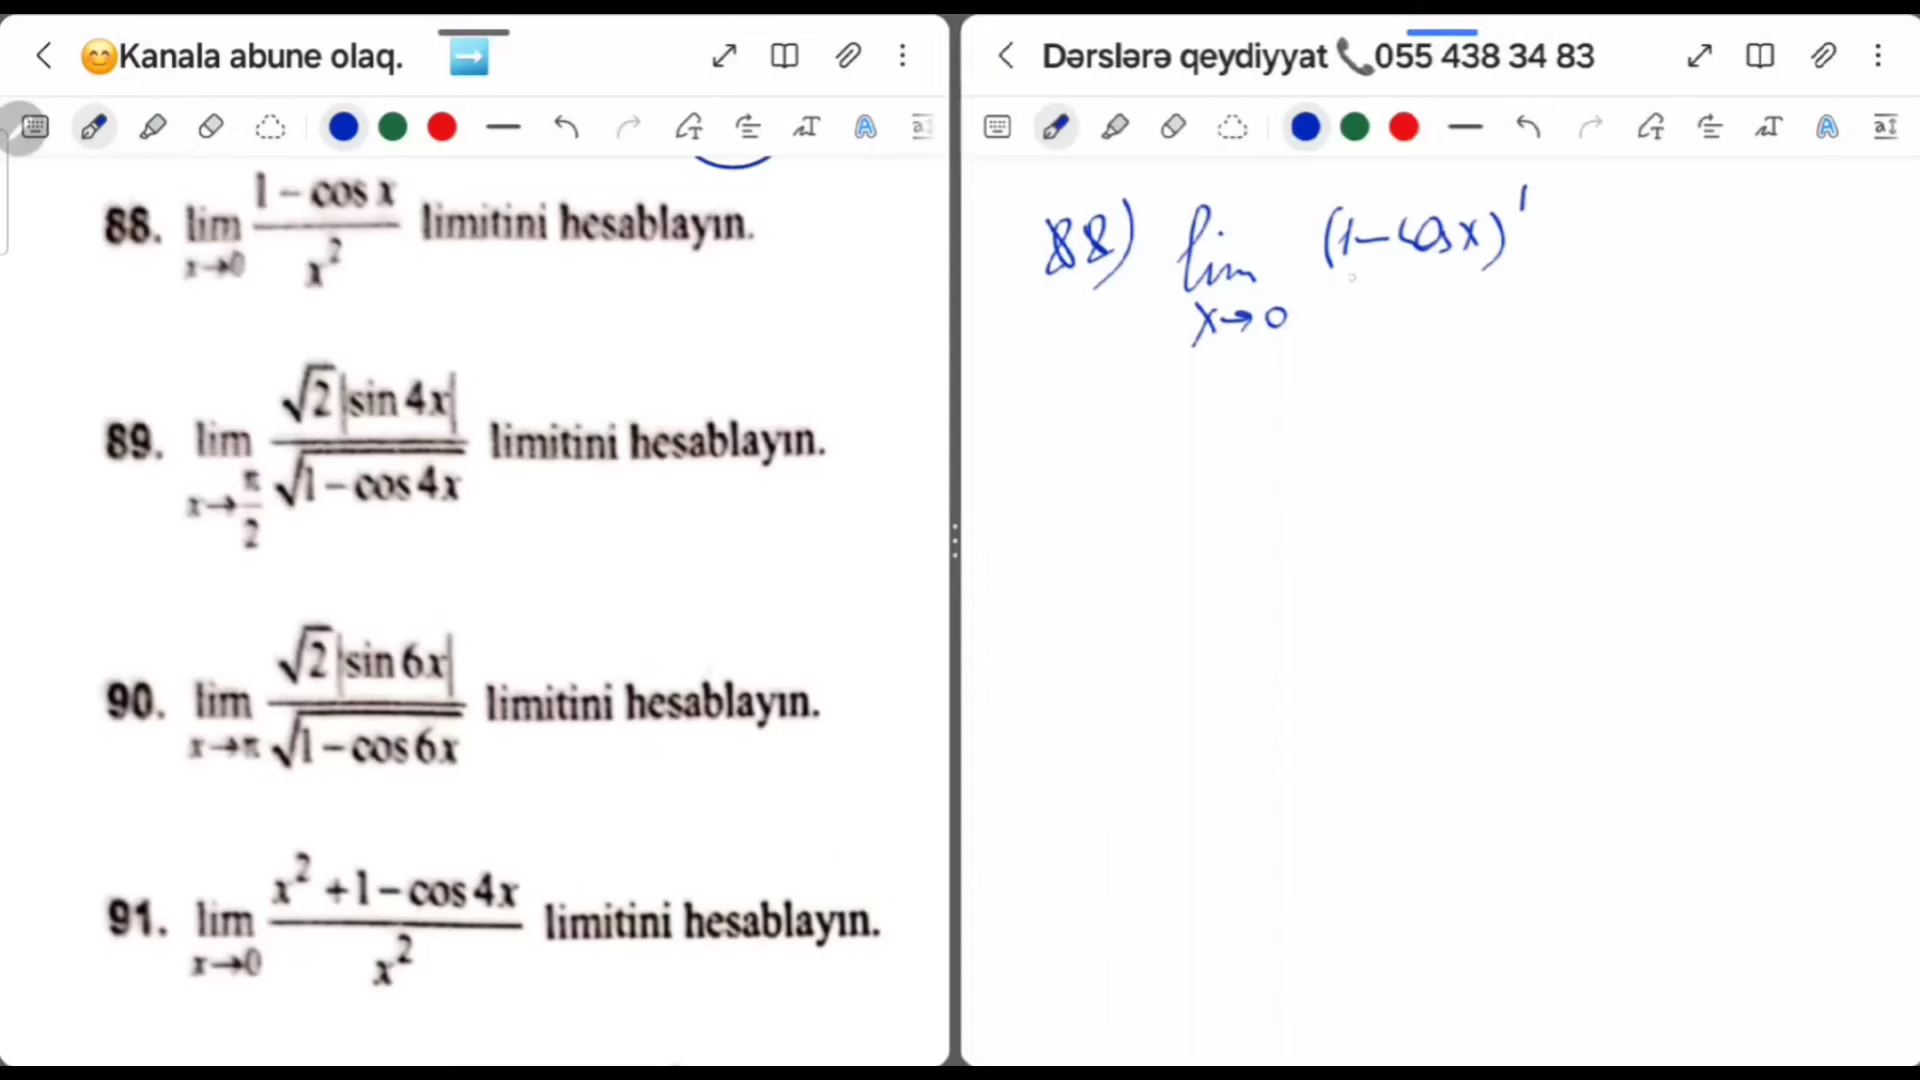 😊Kanala abune olaq. ➡️
88. lim x→0 (1 − cos x)/x² limitini hesablayın.
89. lim x→π/2 √2|sin 4x|/√(1 − cos 4x) limitini hesablayın.
90. lim x→π √2|sin 6x|/√(1 − cos 6x) limitini hesablayın.
91. lim x→0 (x² + 1 − cos 4x)/x² limitini hesablayın.
Dərslərə qeydiyyat 📞055 438 34 83
88) lim x→0 (1−cosx)'